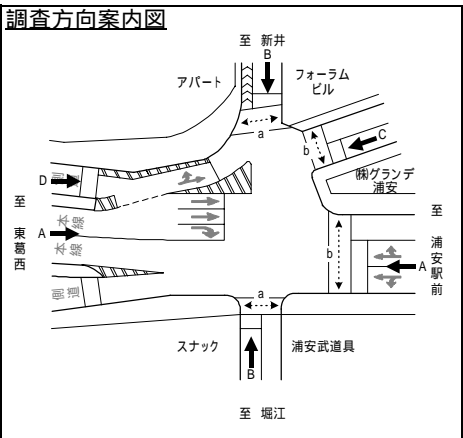 調査方向案内図
至 新井
B
アパート
フォーラム
ビル
a
b
C
(株)グランデ
浦安
D
側道
至
東葛西
A
本線
本線
側道
b
至
浦安駅前
A
a
スナック
浦安武道具
B
至 堀江